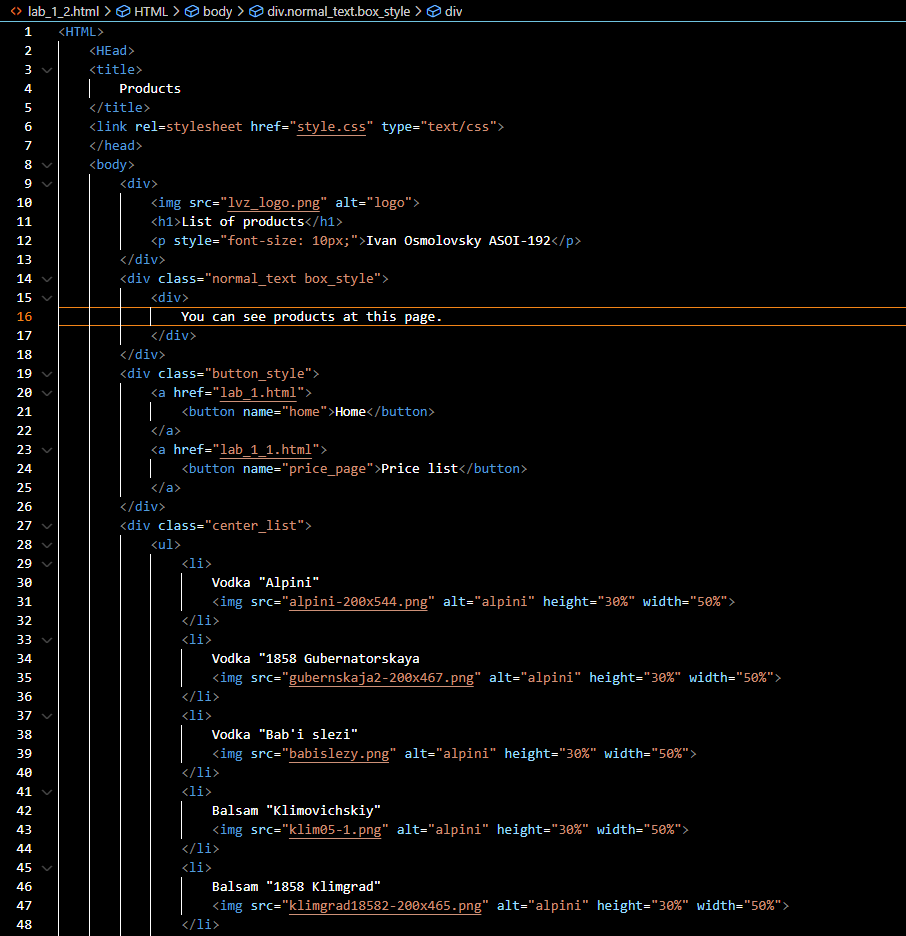 lab_1_2.html > HTML > body > div.normal_text.box_style > div
1 <HTML>
2 <HEad>
3 <title>
4 Products
5 </title>
6 <link rel=stylesheet href="style.css" type="text/css">
7 </head>
8 <body>
9 <div>
10 <img src="lvz_logo.png" alt="logo">
11 <h1>List of products</h1>
12 <p style="font-size: 10px;">Ivan Osmolovsky ASOI-192</p>
13 </div>
14 <div class="normal_text box_style">
15 <div>
16 You can see products at this page.
17 </div>
18 </div>
19 <div class="button_style">
20 <a href="lab_1.html">
21 <button name="home">Home</button>
22 </a>
23 <a href="lab_1_1.html">
24 <button name="price_page">Price list</button>
25 </a>
26 </div>
27 <div class="center_list">
28 <ul>
29 <li>
30 Vodka "Alpini"
31 <img src="alpini-200x544.png" alt="alpini" height="30%" width="50%">
32 </li>
33 <li>
34 Vodka "1858 Gubernatorskaya
35 <img src="gubernskaja2-200x467.png" alt="alpini" height="30%" width="50%">
36 </li>
37 <li>
38 Vodka "Bab'i slezi"
39 <img src="babislezy.png" alt="alpini" height="30%" width="50%">
40 </li>
41 <li>
42 Balsam "Klimovichskiy"
43 <img src="klim05-1.png" alt="alpini" height="30%" width="50%">
44 </li>
45 <li>
46 Balsam "1858 Klimgrad"
47 <img src="klimgrad18582-200x465.png" alt="alpini" height="30%" width="50%">
48 </li>